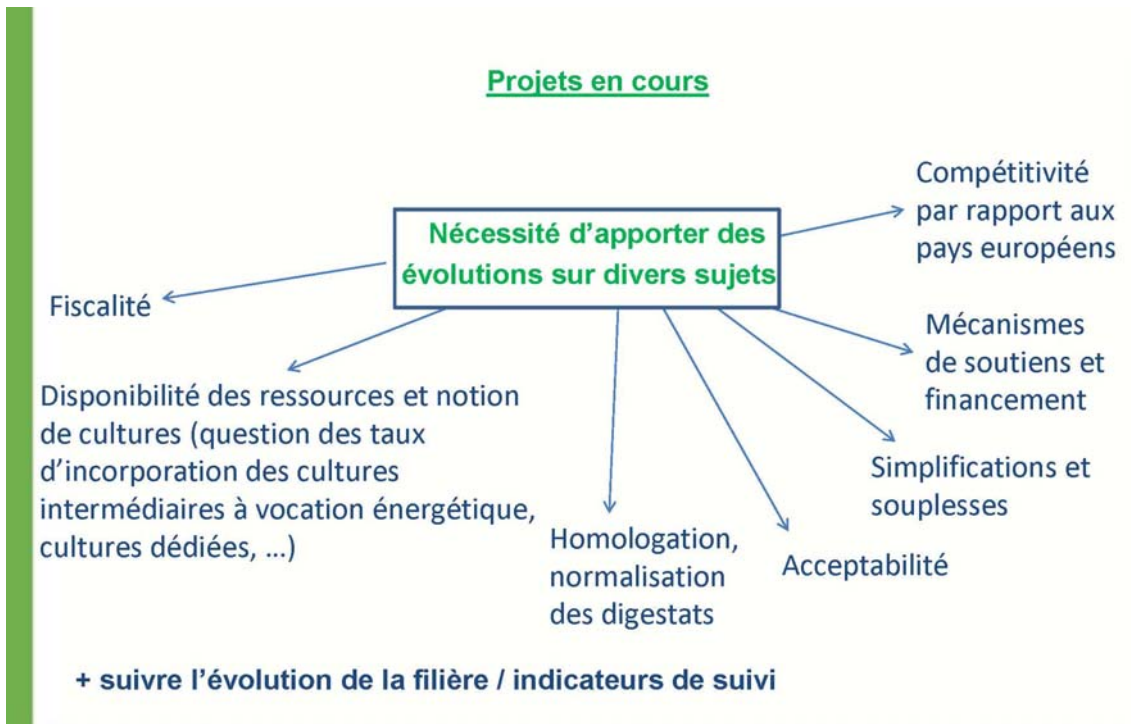 Projets en cours
Nécessité d’apporter des
évolutions sur divers sujets
Compétitivité
par rapport aux
pays européens
Fiscalité
Mécanismes
de soutiens et
financement
Disponibilité des ressources et notion
de cultures (question des taux
d’incorporation des cultures
intermédiaires à vocation énergétique,
cultures dédiées, ...)
Simplifications et
souplesses
Homologation,
normalisation
des digestats
Acceptabilité
+ suivre l’évolution de la filière / indicateurs de suivi